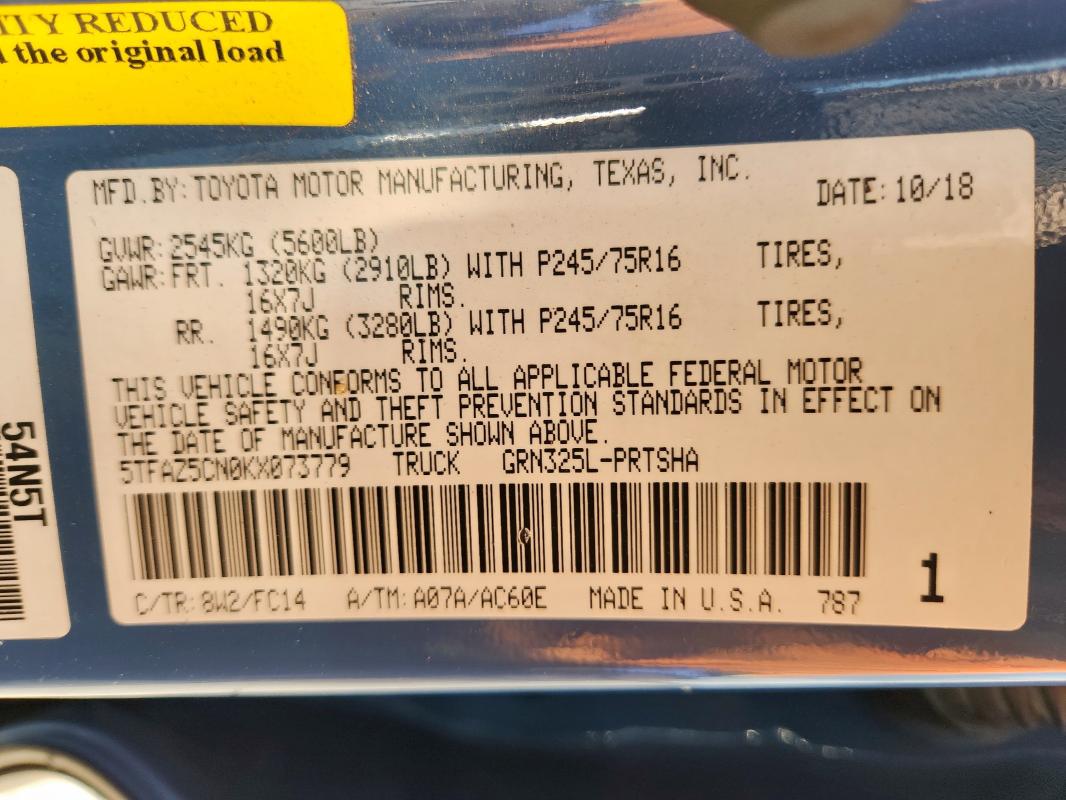 ITY REDUCED
the original load
MFD.BY:TOYOTA MOTOR MANUFACTURING, TEXAS, INC.
DATE:10/18
GVWR:2545KG (5600LB)
GAWR:FRT. 1320KG (2910LB) WITH P245/75R16 TIRES,
16X7J RIMS.
RR. 1490KG (3280LB) WITH P245/75R16 TIRES,
16X7J RIMS.
THIS VEHICLE CONFORMS TO ALL APPLICABLE FEDERAL MOTOR
VEHICLE SAFETY AND THEFT PREVENTION STANDARDS IN EFFECT ON
THE DATE OF MANUFACTURE SHOWN ABOVE.
5TFAZ5CN0KX073779 TRUCK GRN325L-PRTSHA
1
C/TR:8W2/FC14 A/TM:A07A/AC60E MADE IN U.S.A. 787
54N5T